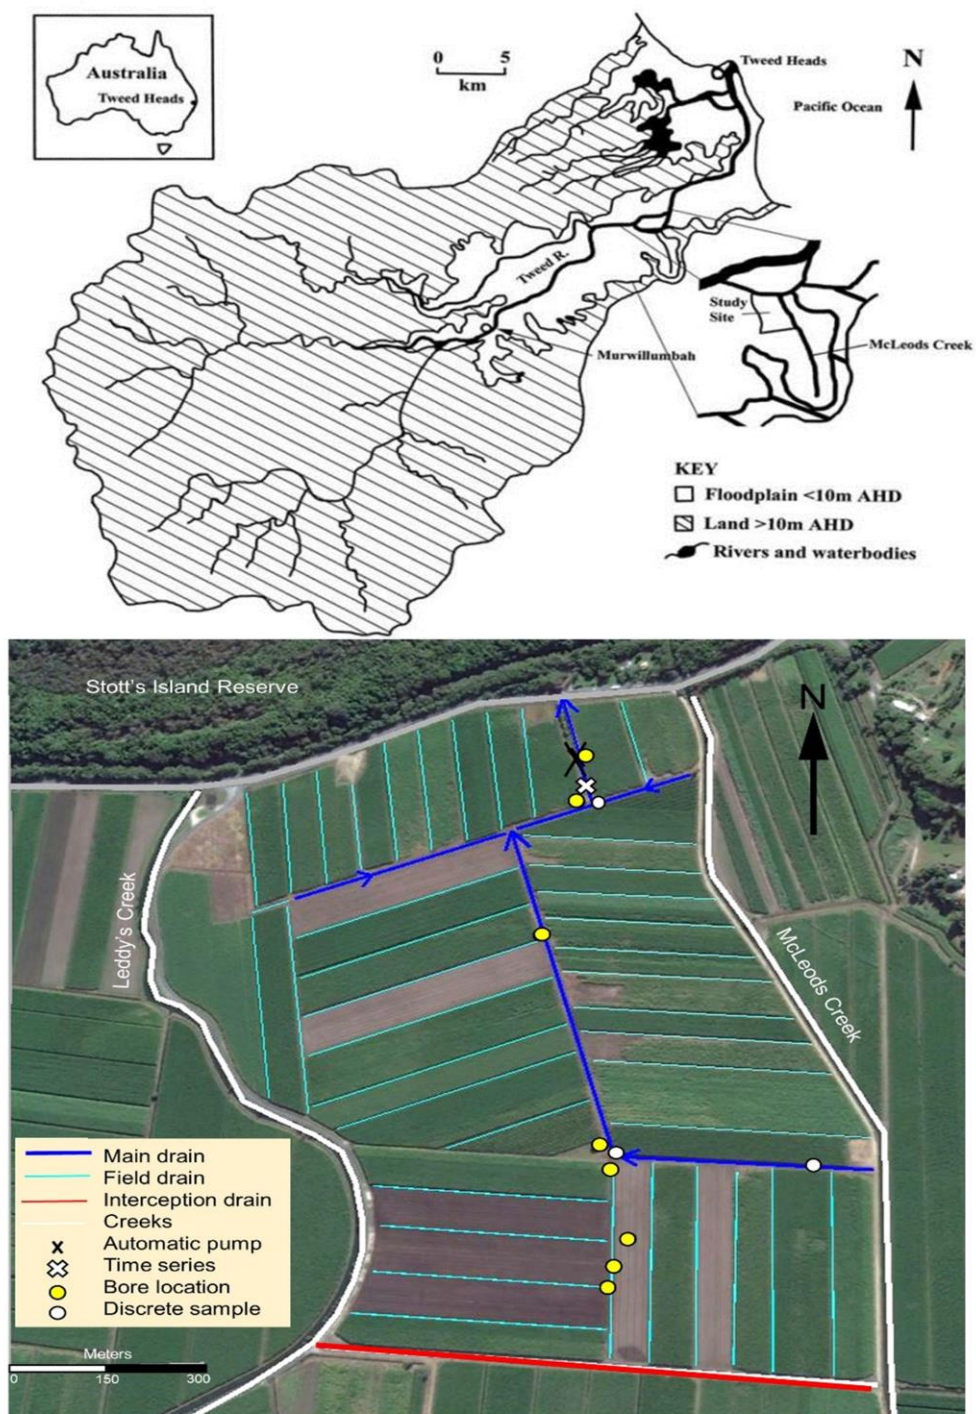 Australia
Tweed Heads
0 5
km
Tweed Heads
N
Pacific Ocean
Tweed R.
Study
Site
McLeods Creek
Murwillumbah
KEY
Floodplain <10m AHD
Land >10m AHD
Rivers and waterbodies
Stott's Island Reserve
N
Leddy's Creek
McLeods Creek
Main drain
Field drain
Interception drain
Creeks
Automatic pump
Time series
Bore location
Discrete sample
Meters
0 150 300